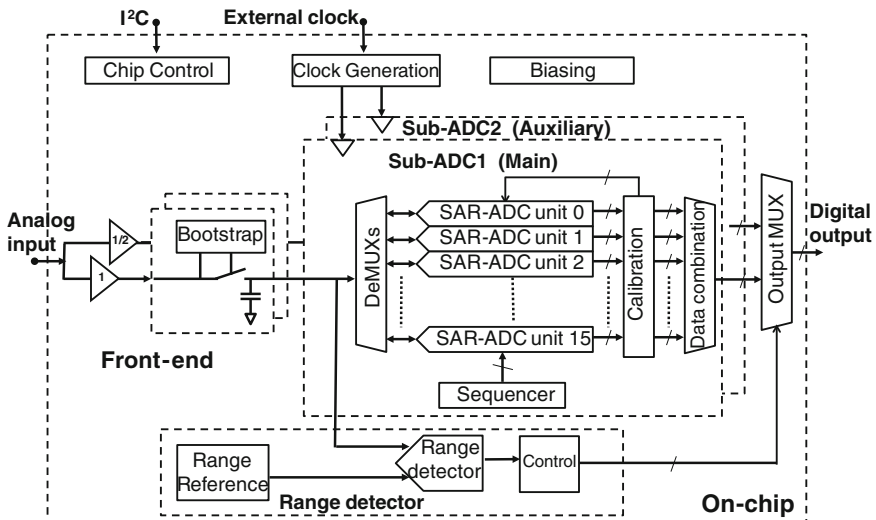 I²C
External clock
Chip Control
Clock Generation
Biasing
Sub-ADC2 (Auxiliary)
Sub-ADC1 (Main)
Analog
input
1/2
1
Bootstrap
Front-end
DeMUXs
SAR-ADC unit 0
SAR-ADC unit 1
SAR-ADC unit 2
SAR-ADC unit 15
Sequencer
Calibration
Data combination
Output MUX
Digital
output
Range
Reference
Range
detector
Control
Range detector
On-chip